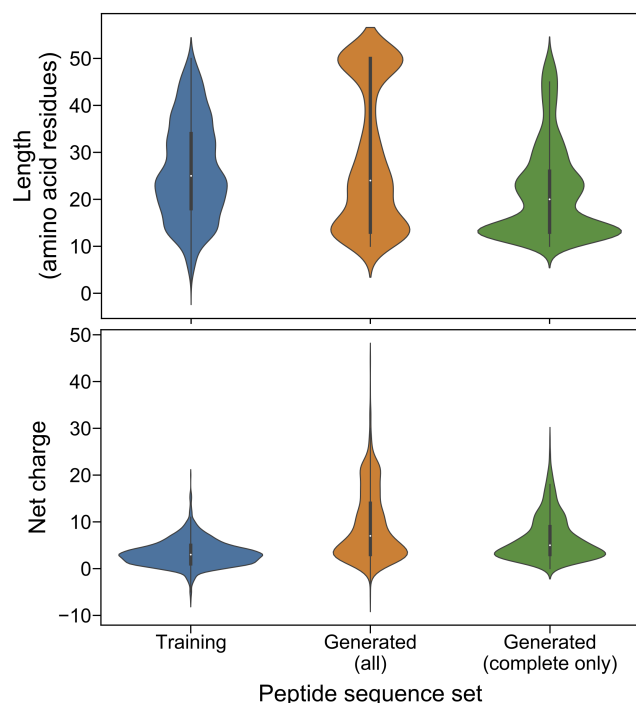 Length
(amino acid residues)
50
40
30
20
10
0
Net charge
50
40
30
20
10
0
−10
Training
Generated
(all)
Generated
(complete only)
Peptide sequence set